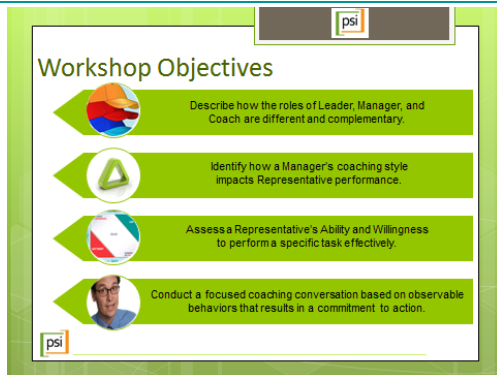 psi
Workshop Objectives
Describe how the roles of Leader, Manager, and
Coach are different and complementary.
Identify how a Manager's coaching style
impacts Representative performance.
Assess a Representative's Ability and Willingness
to perform a specific task effectively.
Conduct a focused coaching conversation based on observable
behaviors that results in a commitment to action.
psi